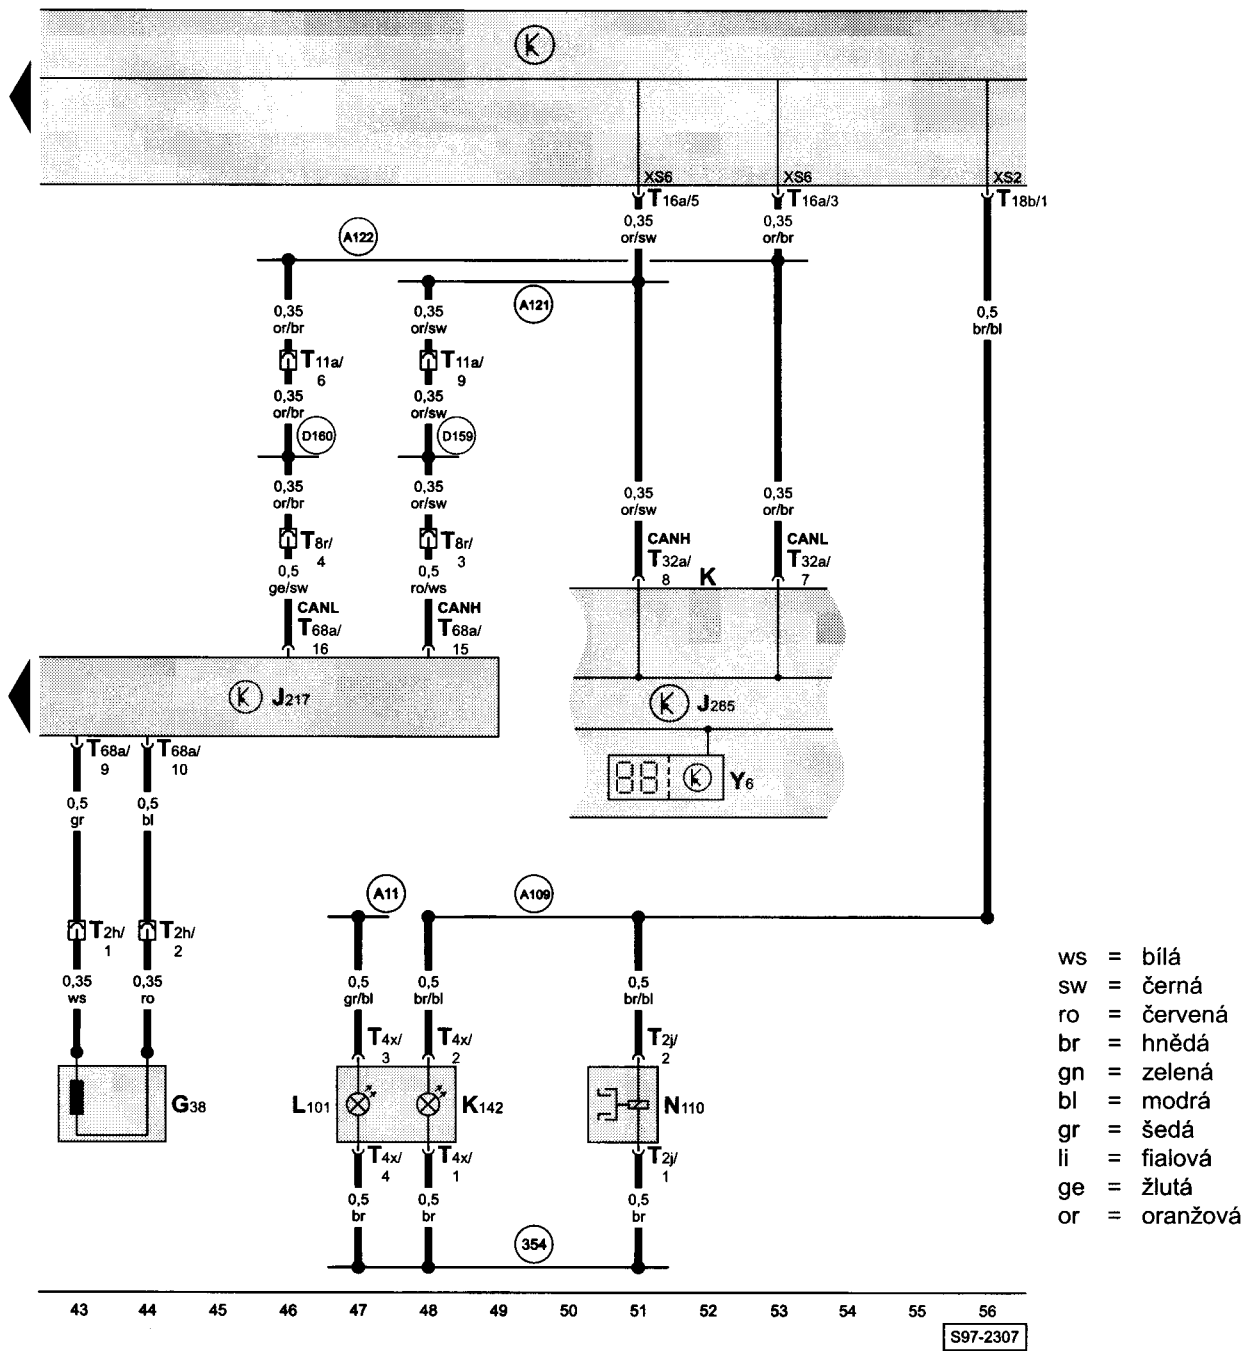 XS6
XS6
XS2
T16a/5
T16a/3
T18b/1
0,35
or/sw
0,35
or/br
A122
A121
0,35
or/br
0,35
or/sw
0,5
br/bl
T11a/
6
T11a/
9
0,35
or/br
0,35
or/sw
D160
D159
0,35
or/br
0,35
or/sw
0,35
or/sw
0,35
or/br
T8r/
4
T8r/
3
CANH
T32a/
8
CANL
T32a/
7
K
0,5
ge/sw
0,5
ro/ws
CANL
T68a/
16
CANH
T68a/
15
J217
J285
T68a/
9
T68a/
10
Y6
0,5
gr
0,5
bl
A11
A109
T2h/
1
T2h/
2
0,35
ws
0,35
ro
0,5
gr/bl
0,5
br/bl
0,5
br/bl
T4x/
3
T4x/
2
T2j/
2
G38
L101
K142
N110
T4x/
4
T4x/
1
T2j/
1
0,5
br
0,5
br
0,5
br
354
43 44 45 46 47 48 49 50 51 52 53 54 55 56
S97-2307
ws = bílá
sw = černá
ro = červená
br = hnědá
gn = zelená
bl = modrá
gr = šedá
li = fialová
ge = žlutá
or = oranžová